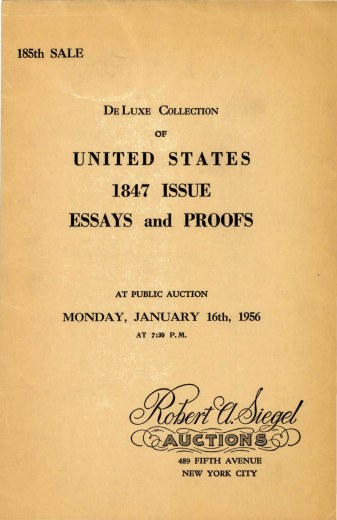 185th SALE
De Luxe Collection
OF
UNITED STATES
1847 ISSUE
ESSAYS and PROOFS
AT PUBLIC AUCTION
MONDAY, JANUARY 16th, 1956
AT 7:30 P.M.
Robert A. Siegel
AUCTIONS
489 FIFTH AVENUE
NEW YORK CITY